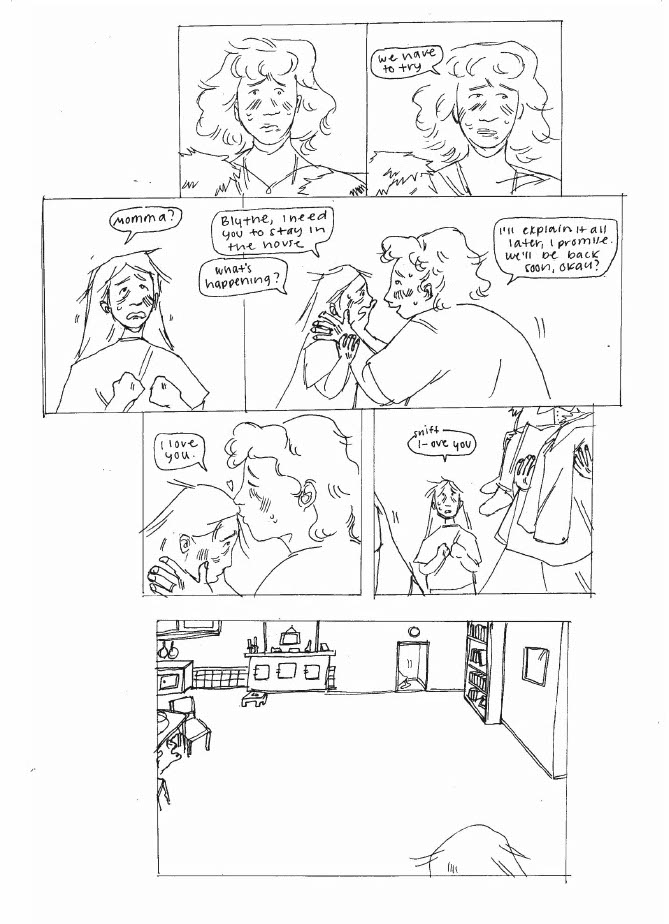 we have
to try
Momma?
Blythe, I need
you to stay in
the house
what's
happening?
I'll explain it all
later, I promise.
we'll be back
soon, okay?
I love
you.
sniff
I-ove you